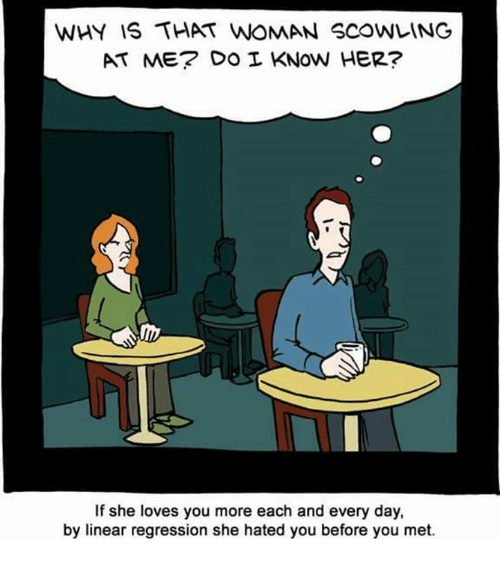 WHY IS THAT WOMAN SCOWLING
AT ME? DO I KNOW HER?
If she loves you more each and every day,
by linear regression she hated you before you met.